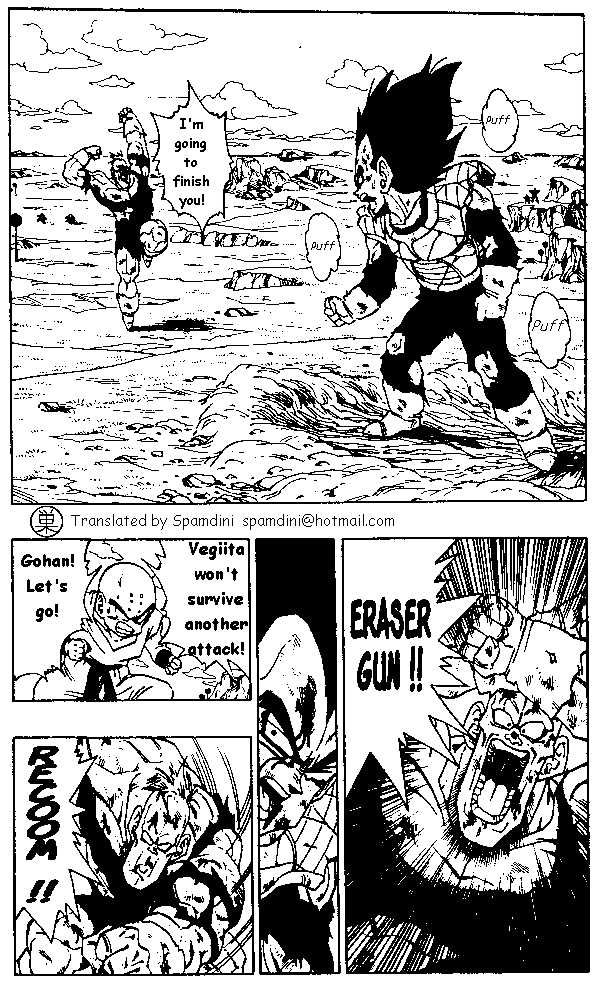 I'm
going
to
finish
you!
Puff
Puff
Puff
巣 Translated by Spamdini spamdini@hotmail.com
Gohan!
Let's
go!
Vegiita
won't
survive
another
attack!
RECOOM !!
ERASER
GUN !!